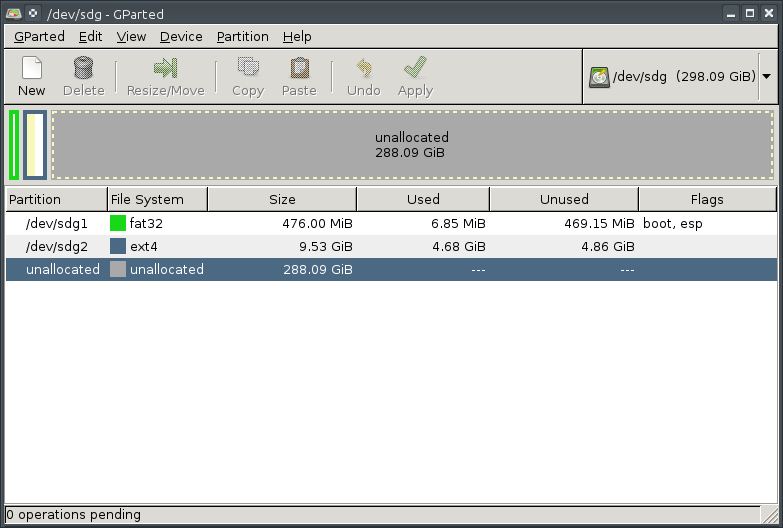 /dev/sdg - GParted
GParted Edit View Device Partition Help
New Delete Resize/Move Copy Paste Undo Apply /dev/sdg (298.09 GiB)
unallocated
288.09 GiB
Partition File System Size Used Unused Flags
/dev/sdg1 fat32 476.00 MiB 6.85 MiB 469.15 MiB boot, esp
/dev/sdg2 ext4 9.53 GiB 4.68 GiB 4.86 GiB
unallocated unallocated 288.09 GiB --- ---
0 operations pending